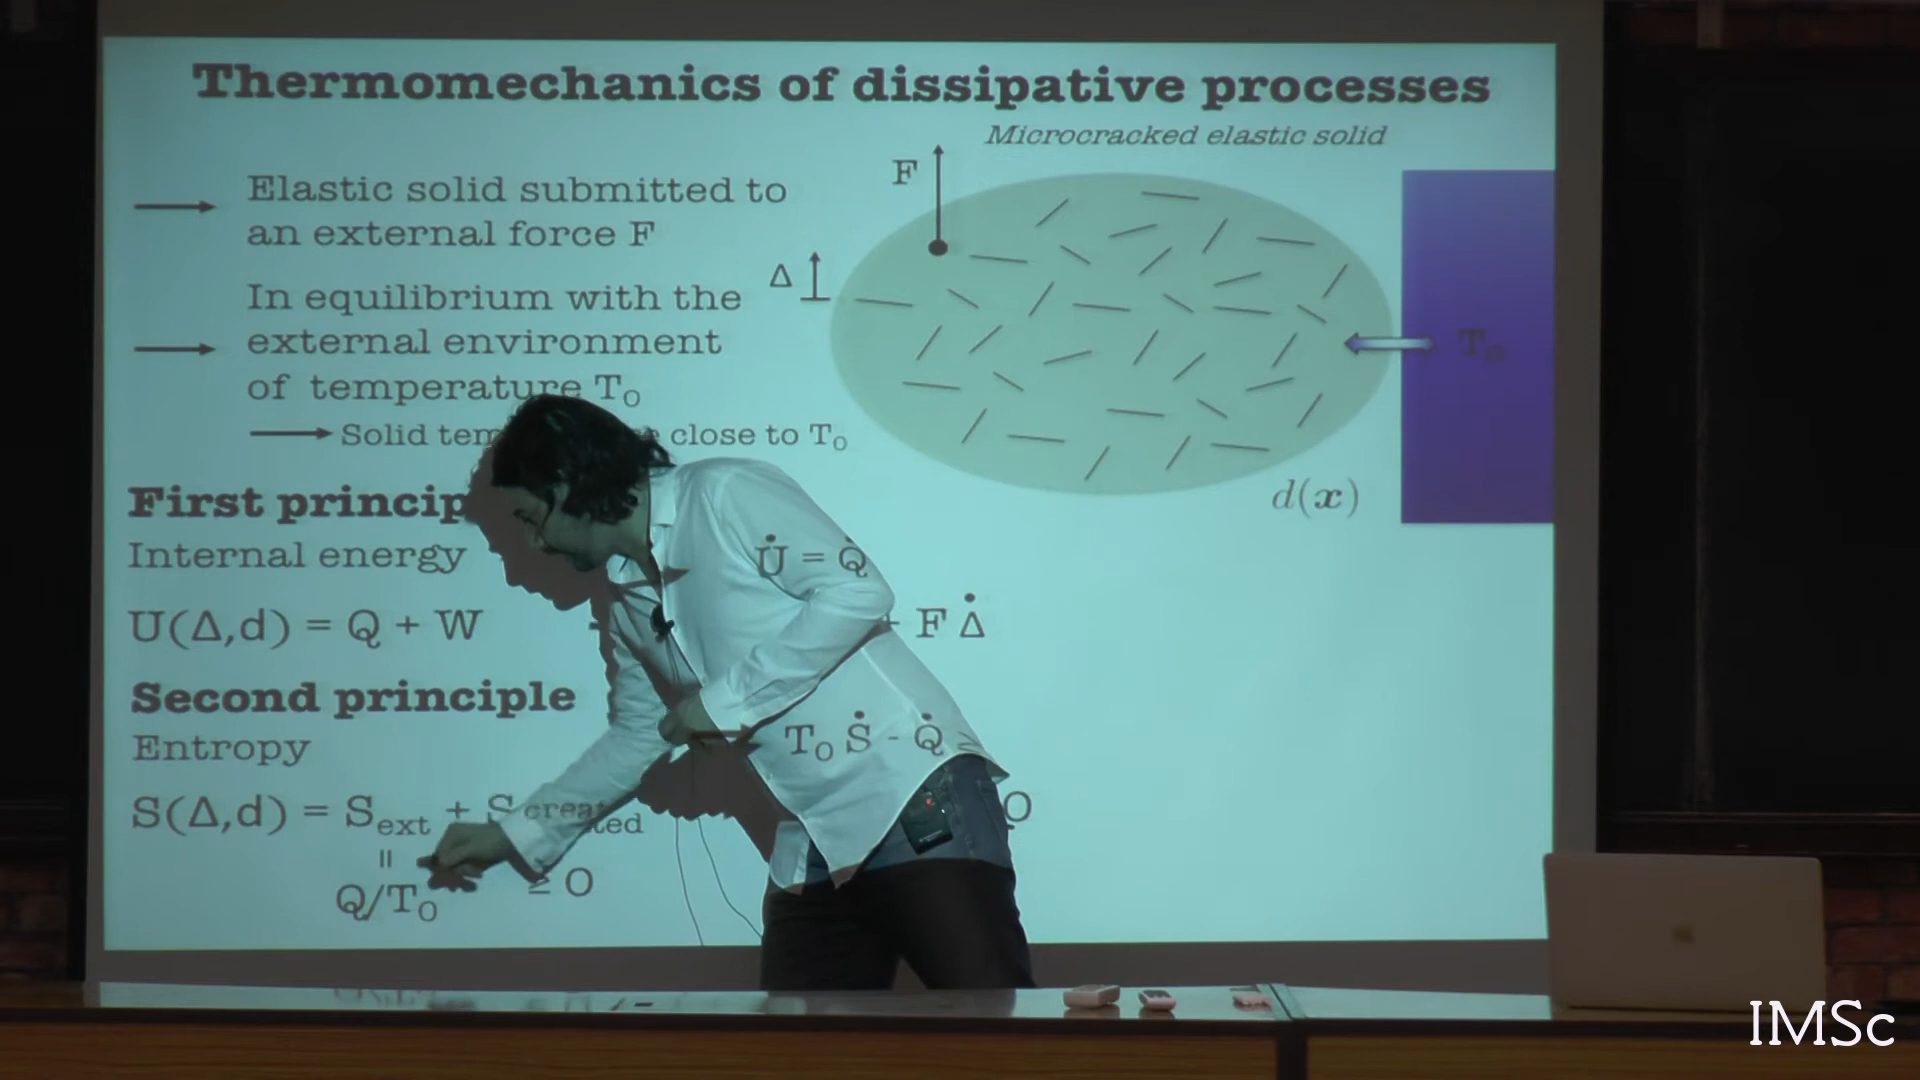 Thermomechanics of dissipative processes
Microcracked elastic solid
Elastic solid submitted to
an external force F
F
Δ
In equilibrium with the
external environment
of temperature T₀
T₀
Solid close to T₀
d(x)
First
Internal energy
U̇ = Q̇
U(Δ,d) = Q + W
+ F Δ̇
Second principle
Entropy
T₀ Ṡ - Q̇ ≥
S(Δ,d) = S_ext + S_created
0
=
Q/T₀
≥ 0
IMSc